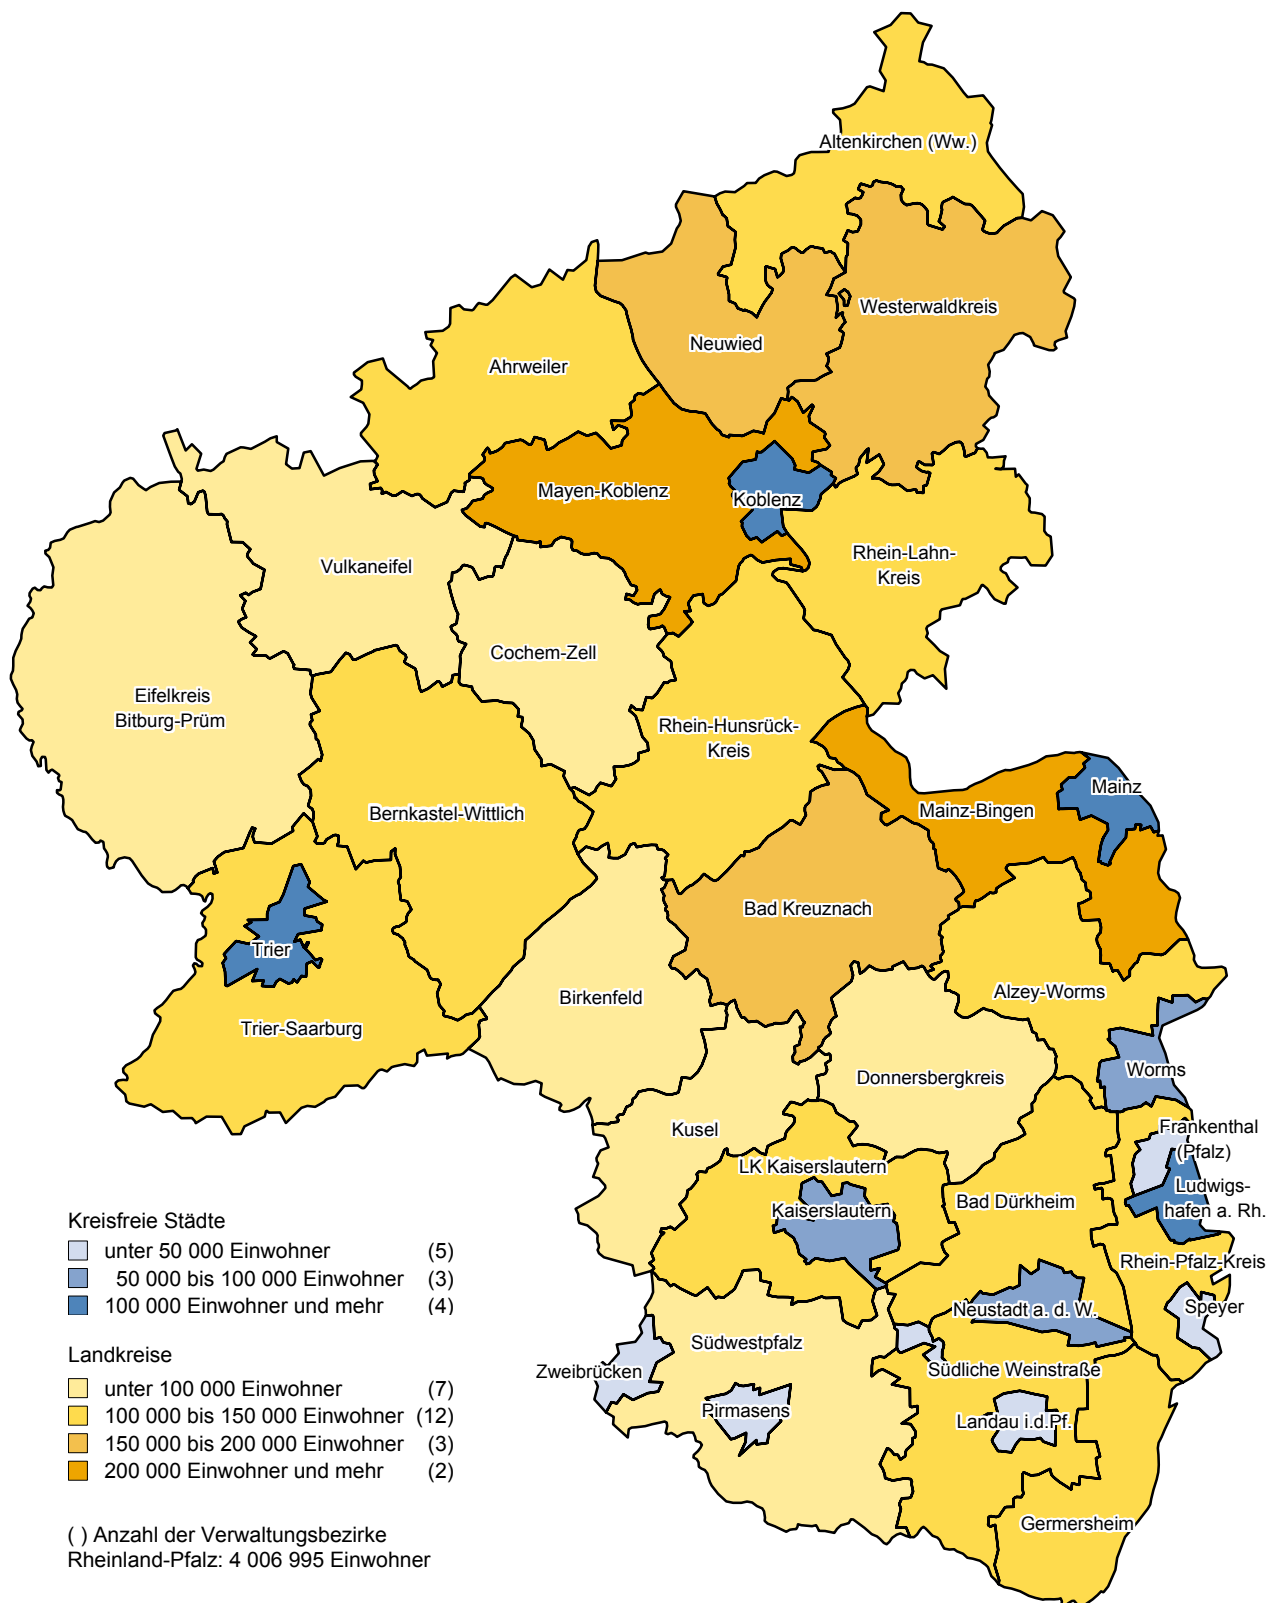 Altenkirchen (Ww.)
Westerwaldkreis
Neuwied
Ahrweiler
Mayen-Koblenz
Koblenz
Rhein-Lahn-
Kreis
Vulkaneifel
Cochem-Zell
Eifelkreis
Bitburg-Prüm
Rhein-Hunsrück-
Kreis
Mainz
Mainz-Bingen
Bernkastel-Wittlich
Bad Kreuznach
Trier
Alzey-Worms
Birkenfeld
Trier-Saarburg
Worms
Donnersbergkreis
Kusel
Frankenthal
(Pfalz)
LK Kaiserslautern
Ludwigs-
hafen a. Rh.
Bad Dürkheim
Kaiserslautern
Rhein-Pfalz-Kreis
Neustadt a. d. W.
Speyer
Südwestpfalz
Zweibrücken
Südliche Weinstraße
Pirmasens
Landau i.d.Pf.
Germersheim
Kreisfreie Städte
unter 50 000 Einwohner (5)
50 000 bis 100 000 Einwohner (3)
100 000 Einwohner und mehr (4)
Landkreise
unter 100 000 Einwohner (7)
100 000 bis 150 000 Einwohner (12)
150 000 bis 200 000 Einwohner (3)
200 000 Einwohner und mehr (2)
( ) Anzahl der Verwaltungsbezirke
Rheinland-Pfalz: 4 006 995 Einwohner